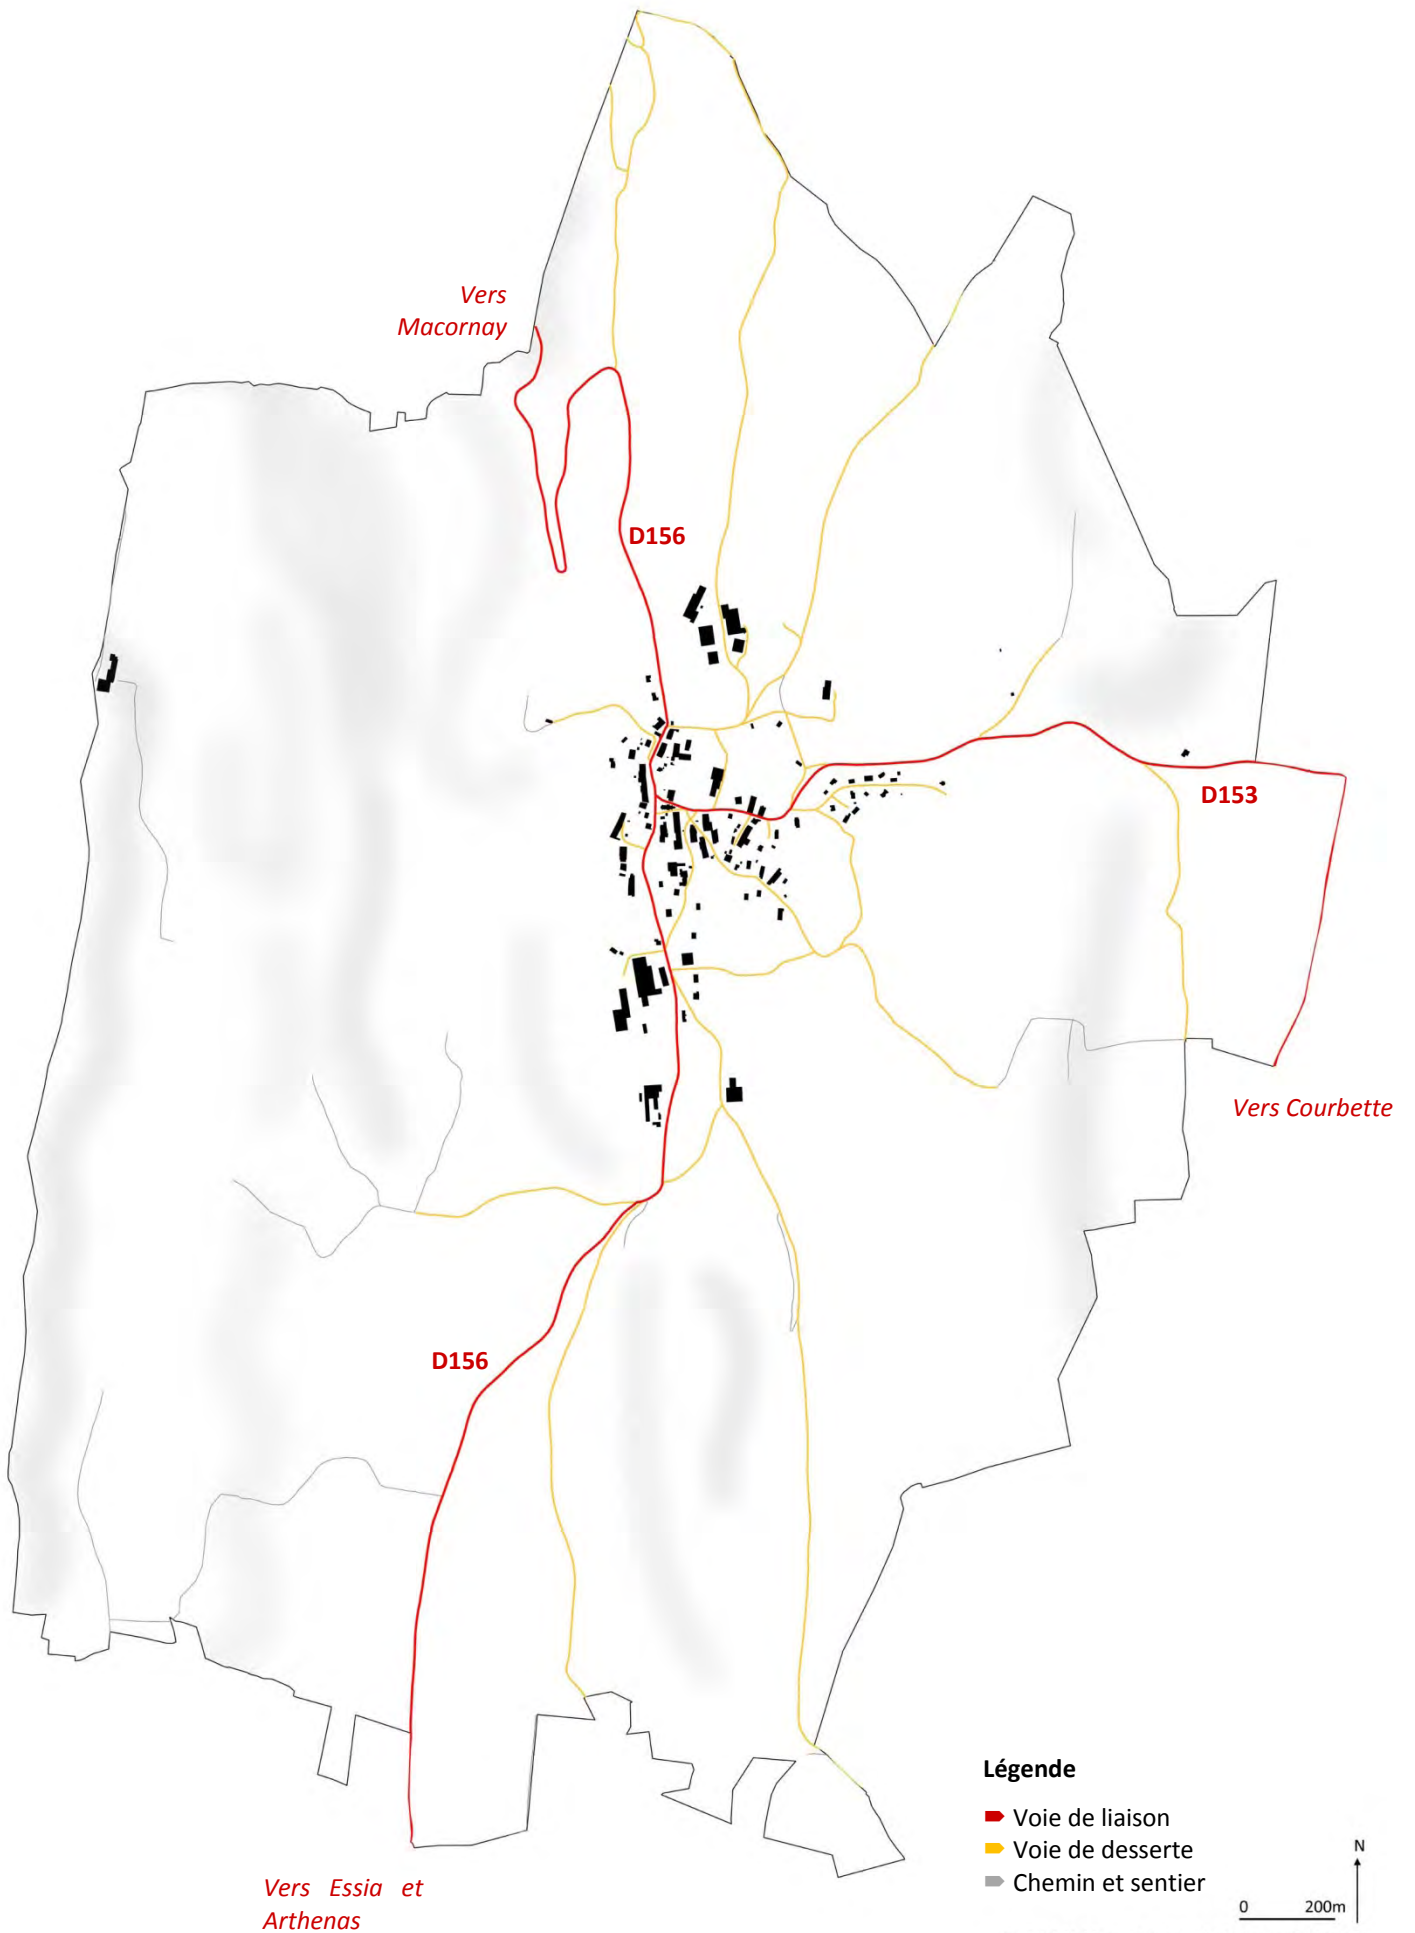 Vers
Macornay
D156
D153
Vers Courbette
D156
Légende
Voie de liaison
Voie de desserte
Chemin et sentier
N
0 200m
Vers Essia et
Arthenas